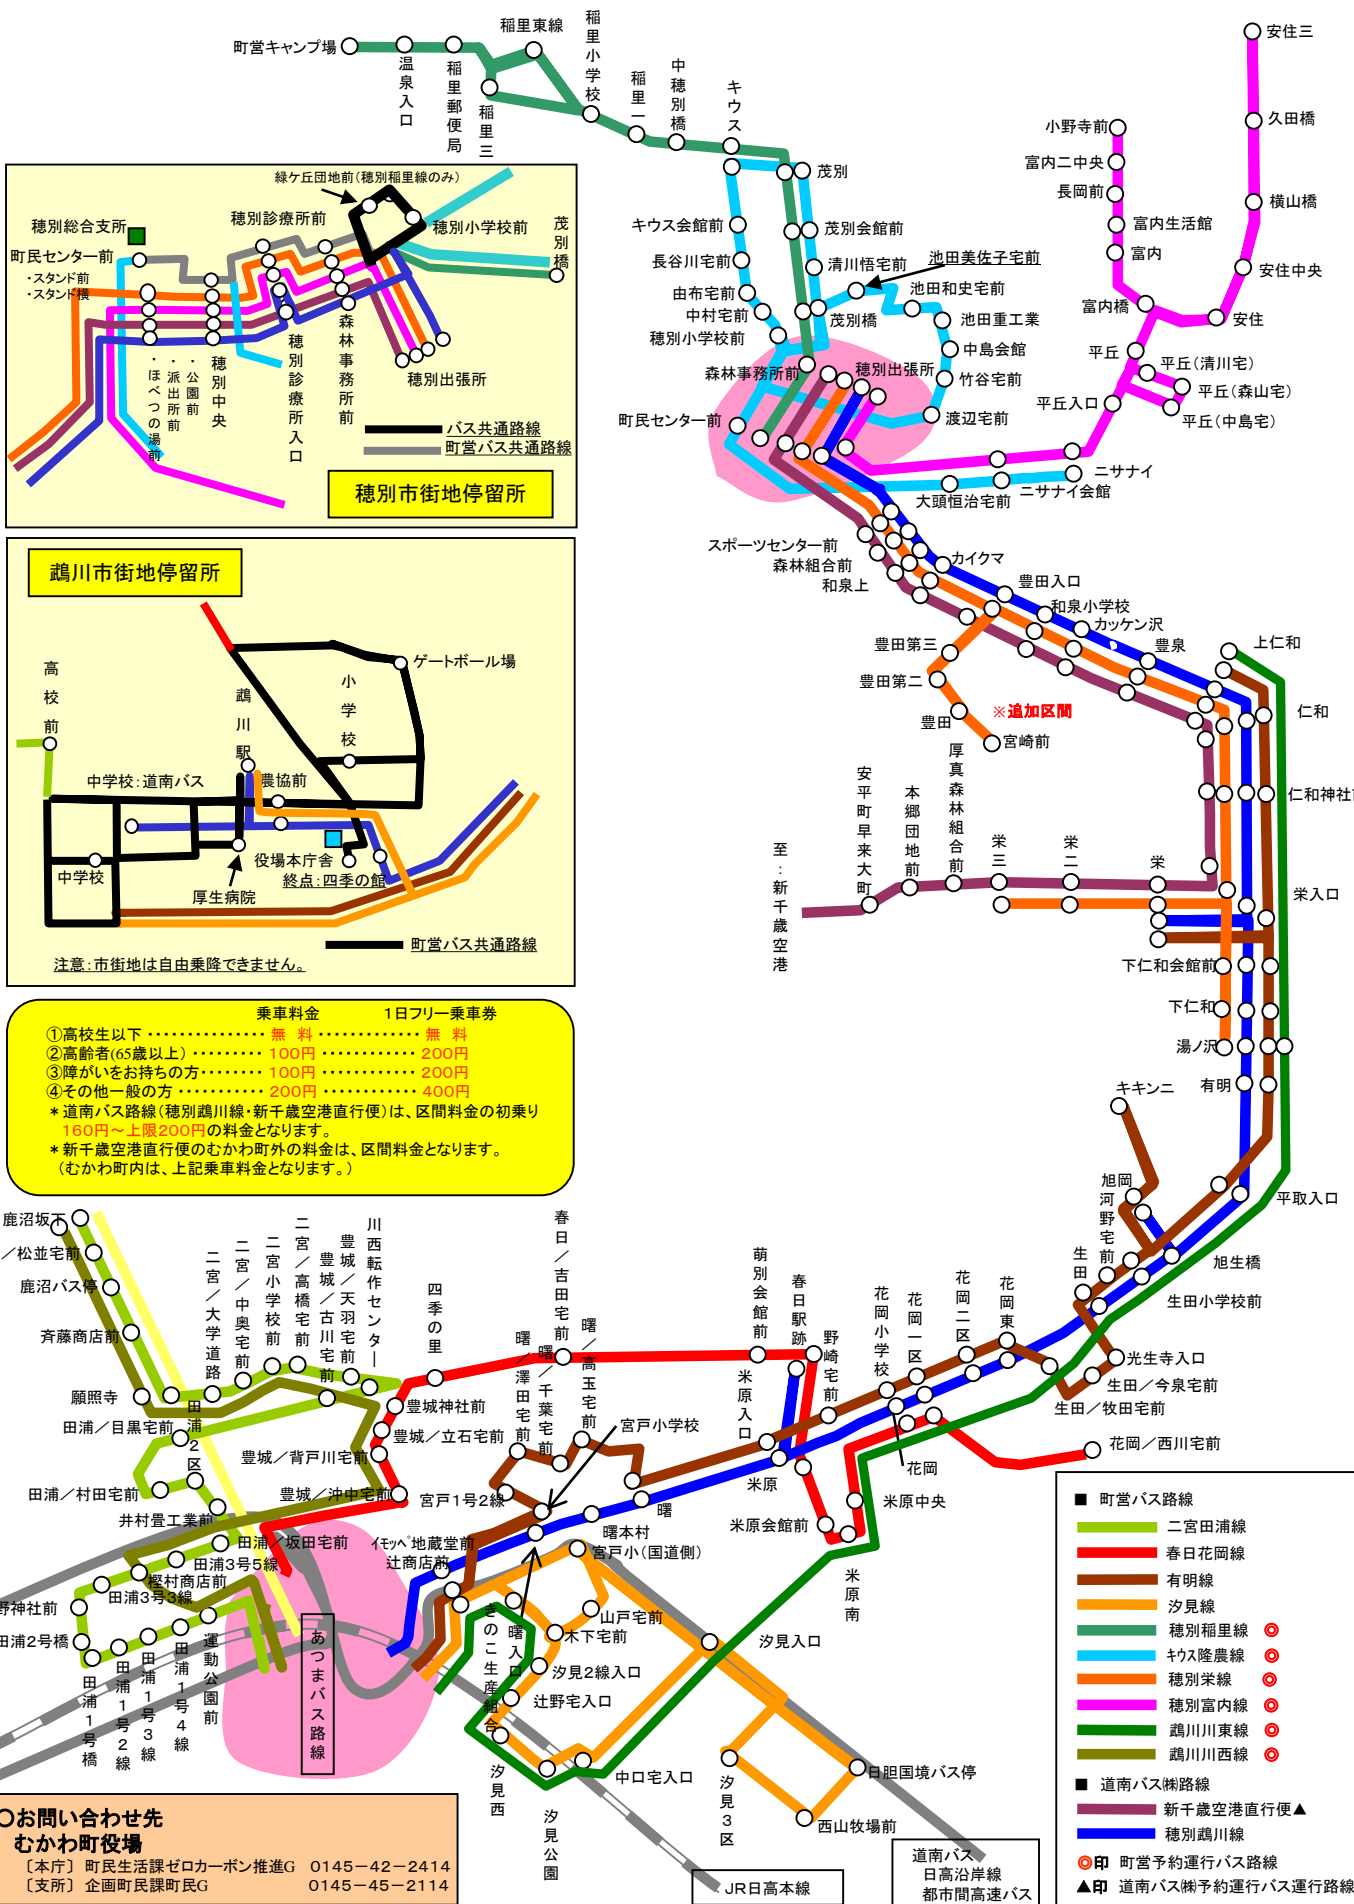 町営キャンプ場
温泉入口
稲里郵便局
稲里三
稲里東線
稲里小学校
稲里一
中穂別橋
キウス
安住三
久田橋
横山橋
安住中央
安住
小野寺前
富内二中央
長岡前
富内生活館
富内
富内橋
平丘
平丘(清川宅)
平丘(森山宅)
平丘(中島宅)
平丘入口
茂別
茂別会館前
清川悟宅前
池田美佐子宅前
池田和史宅前
池田重工業
中島会館
竹谷宅前
渡辺宅前
茂別橋
キウス会館前
長谷川宅前
由布宅前
中村宅前
穂別小学校前
森林事務所前
穂別出張所
町民センター前
ニサナイ
ニサナイ会館
大頭恒治宅前
緑ケ丘団地前(穂別稲里線のみ)
穂別総合支所
町民センター前
・スタンド前
・スタンド横
穂別診療所前
穂別小学校前
茂別橋
・ほべつの湯前
・派出所前
・公園前
穂別中央
穂別診療所入口
森林事務所前
穂別出張所
バス共通路線
町営バス共通路線
穂別市街地停留所
鵡川市街地停留所
高校前
鵡川駅
小学校
ゲートボール場
中学校：道南バス
農協前
中学校
厚生病院
役場本庁舎
終点：四季の館
町営バス共通路線
注意：市街地は自由乗降できません。
スポーツセンター前
森林組合前
和泉上
カイクマ
豊田入口
和泉小学校
カッケン沢
豊泉
豊田第三
豊田第二
豊田
※追加区間
宮崎前
上仁和
仁和
仁和神社前
至：新千歳空港
安平町早来大町
本郷団地前
厚真森林組合前
栄三
栄二
栄
栄入口
下仁和会館前
下仁和
湯ノ沢
有明
キキンニ
平取入口
旭岡
河野宅前
生田
旭生橋
生田小学校前
光生寺入口
生田／今泉宅前
生田／牧田宅前
乗車料金　1日フリー乗車券
①高校生以下・・・・・・・・・・・・・・無　料・・・・・・・・・・・・無　料
②高齢者(65歳以上)・・・・・・・・100円・・・・・・・・・・・・200円
③障がいをお持ちの方・・・・・・・100円・・・・・・・・・・・・200円
④その他一般の方・・・・・・・・・・200円・・・・・・・・・・・・400円
＊道南バス路線(穂別鵡川線・新千歳空港直行便)は、区間料金の初乗り
160円～上限200円の料金となります。
＊新千歳空港直行便のむかわ町外の料金は、区間料金となります。
（むかわ町内は、上記乗車料金となります。）
鹿沼坂下
／松並宅前
鹿沼バス停
斉藤商店前
願照寺
二宮／大学道路
二宮／中奥宅前
二宮小学校前
二宮／高橋宅前
豊城／古川宅前
豊城／天羽宅前
川西転作センター
四季の里
春日／吉田宅前
萌別会館前
春日駅跡
野崎宅前
花岡小学校
花岡一区
花岡二区
花岡東
豊城神社前
豊城／立石宅前
豊城／背戸川宅前
豊城／沖中宅前
田浦／目黒宅前
田浦2区
田浦／村田宅前
井村畳工業前
田浦／坂田宅前
田浦3号5線
樫村商店前
田浦3号3線
野神社前
田浦2号橋
田浦1号橋
田浦1号2線
田浦1号3線
田浦1号4線
運動公園前
あつまバス路線
曙／澤田宅前
曙／千葉宅前
曙／高玉宅前
宮戸小学校
宮戸1号2線
イモッペ地蔵堂前
辻商店前
曙本村
宮戸小(国道側)
曙
米原入口
米原
米原会館前
米原中央
米原南
花岡
花岡／西川宅前
きのこ生産組合
曙入口
山戸宅前
木下宅前
汐見2線入口
辻野宅入口
汐見入口
汐見西
汐見公園
中口宅入口
汐見3区
西山牧場前
日胆国境バス停
JR日高本線
道南バス
日高沿岸線
都市間高速バス
■　町営バス路線
二宮田浦線
春日花岡線
有明線
汐見線
穂別稲里線　◎
キウス隆農線　◎
穂別栄線　◎
穂別富内線　◎
鵡川川東線　◎
鵡川川西線　◎
■　道南バス㈱路線
新千歳空港直行便▲
穂別鵡川線
◎印　町営予約運行バス路線
▲印　道南バス㈱予約運行バス運行路線
〇お問い合わせ先
むかわ町役場
〔本庁〕 町民生活課ゼロカーボン推進G　0145－42－2414
〔支所〕 企画町民課町民G　0145－45－2114